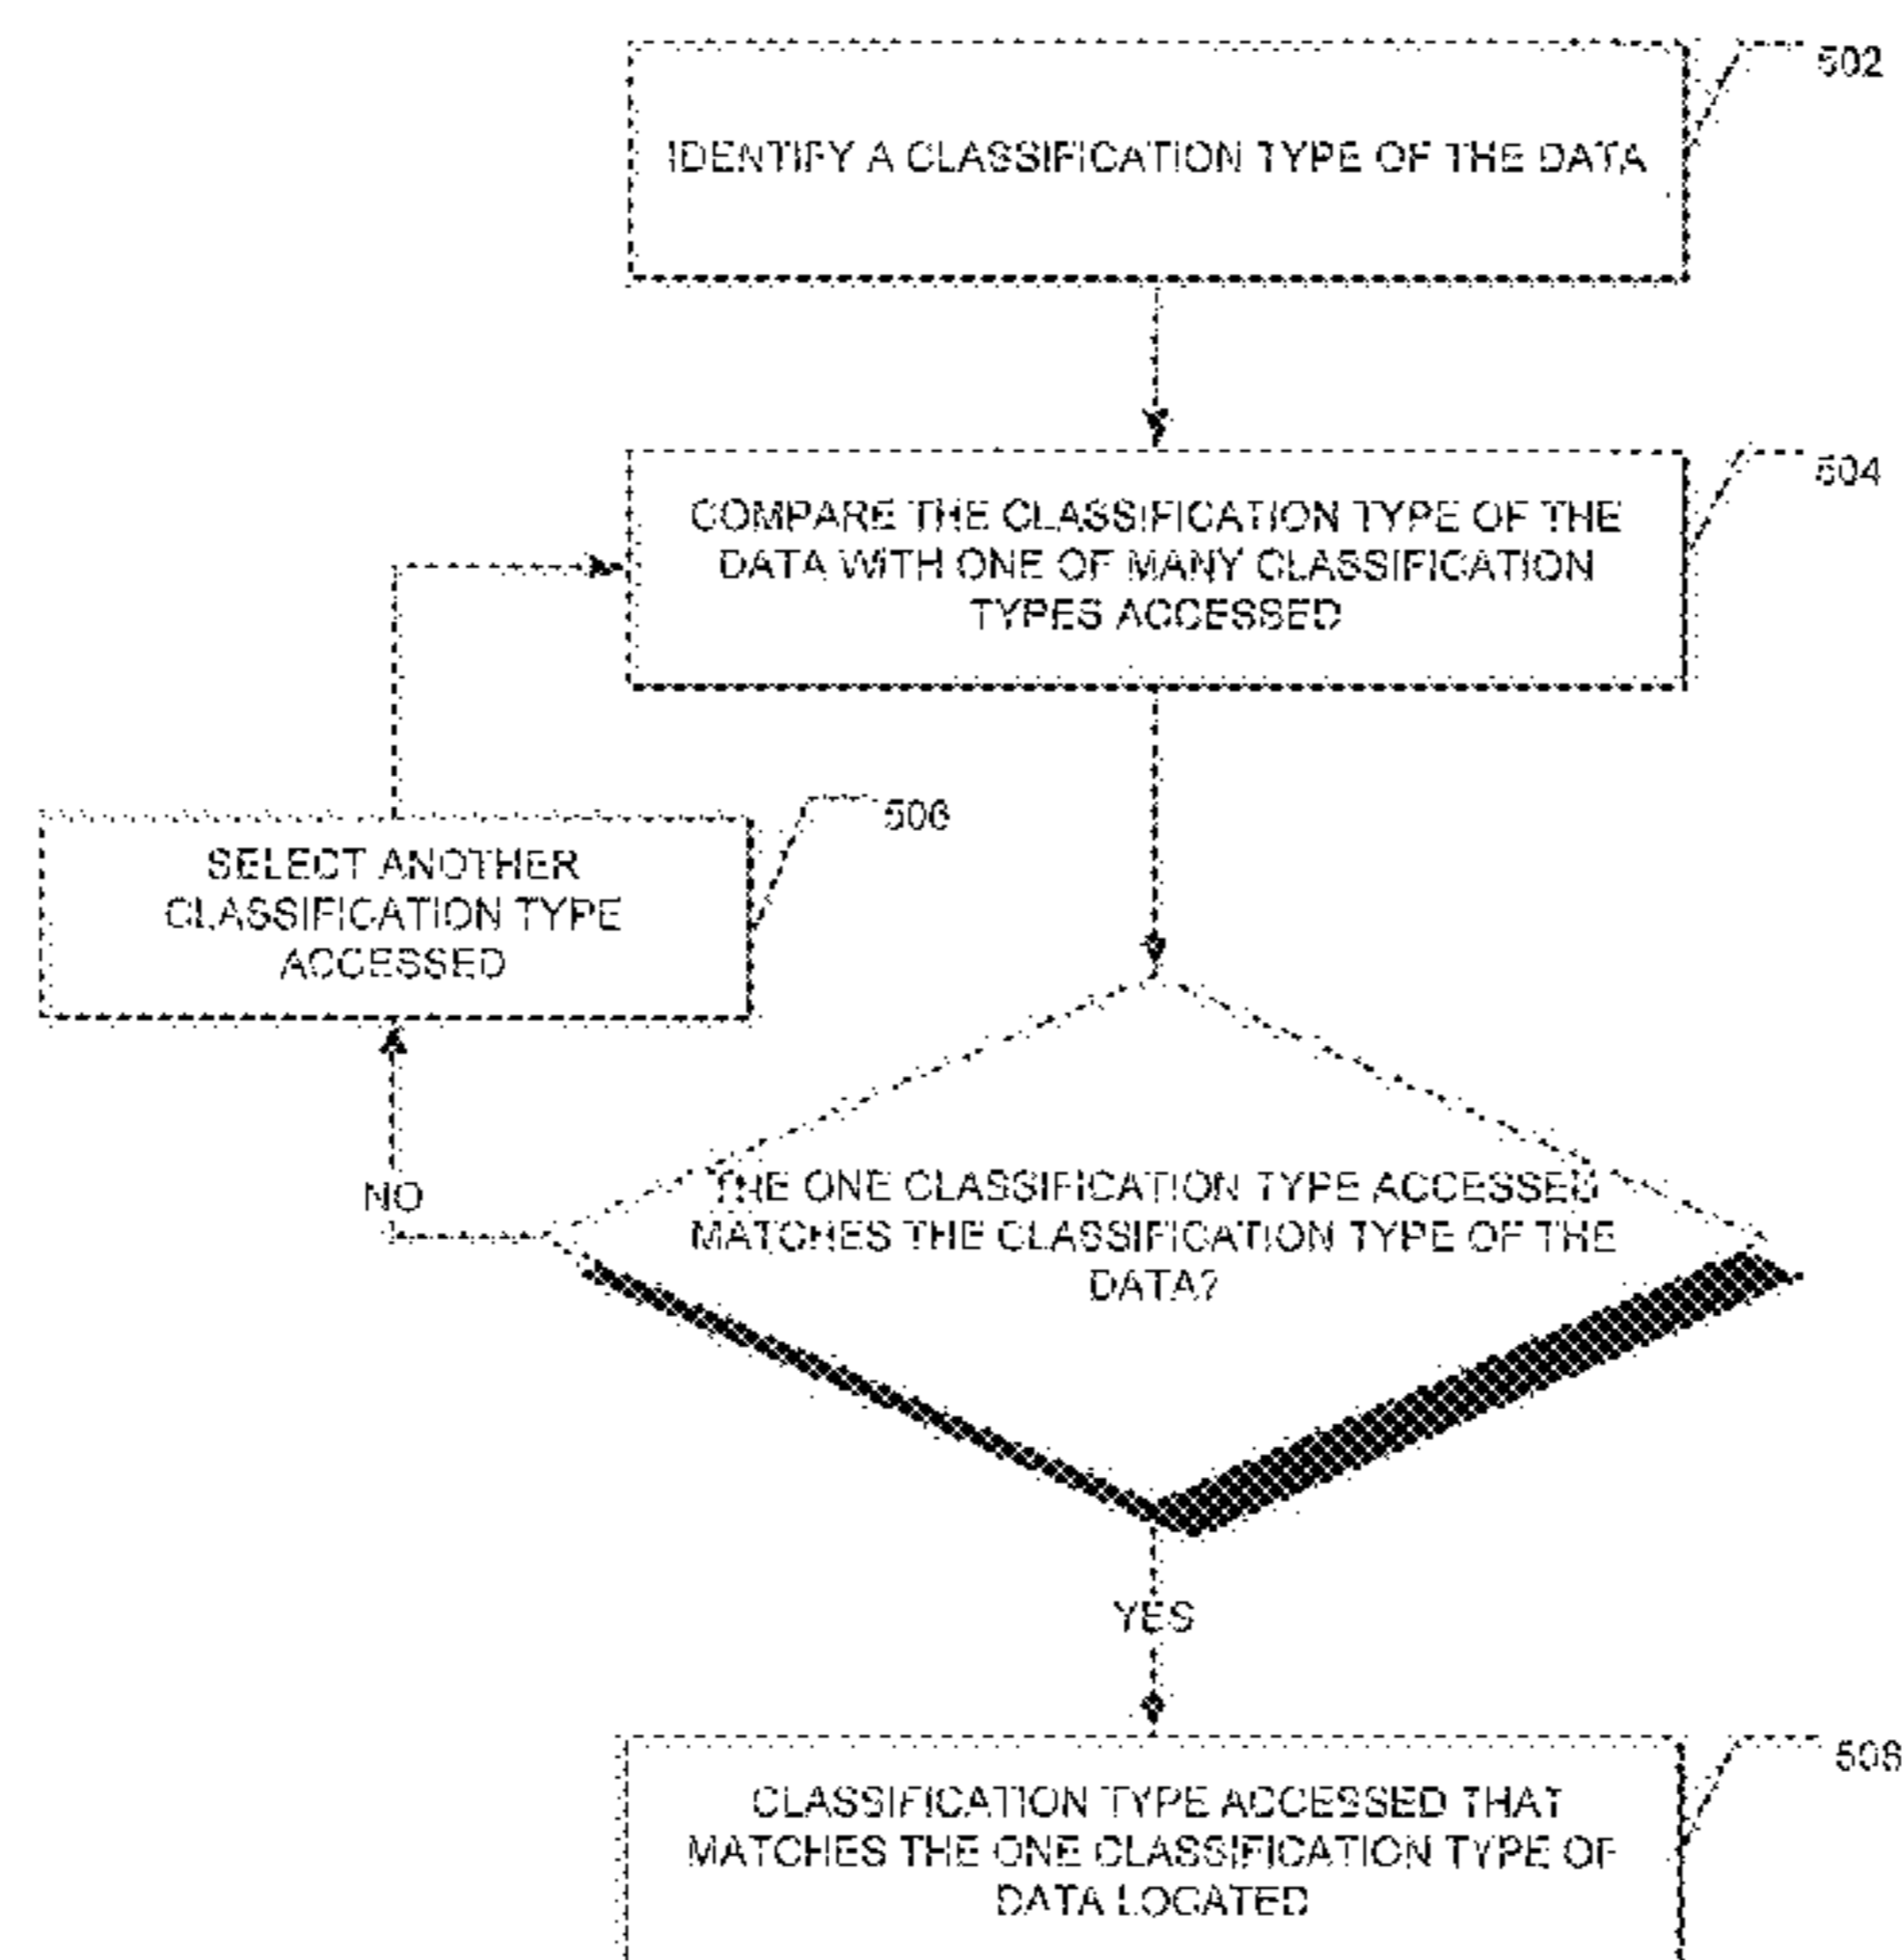 502
IDENTIFY A CLASSIFICATION TYPE OF THE DATA
504
COMPARE THE CLASSIFICATION TYPE OF THE
DATA WITH ONE OF MANY CLASSIFICATION
TYPES ACCESSED
506
SELECT ANOTHER
CLASSIFICATION TYPE
ACCESSED
NO
THE ONE CLASSIFICATION TYPE ACCESSED
MATCHES THE CLASSIFICATION TYPE OF THE
DATA?
YES
508
CLASSIFICATION TYPE ACCESSED THAT
MATCHES THE ONE CLASSIFICATION TYPE OF
DATA LOCATED